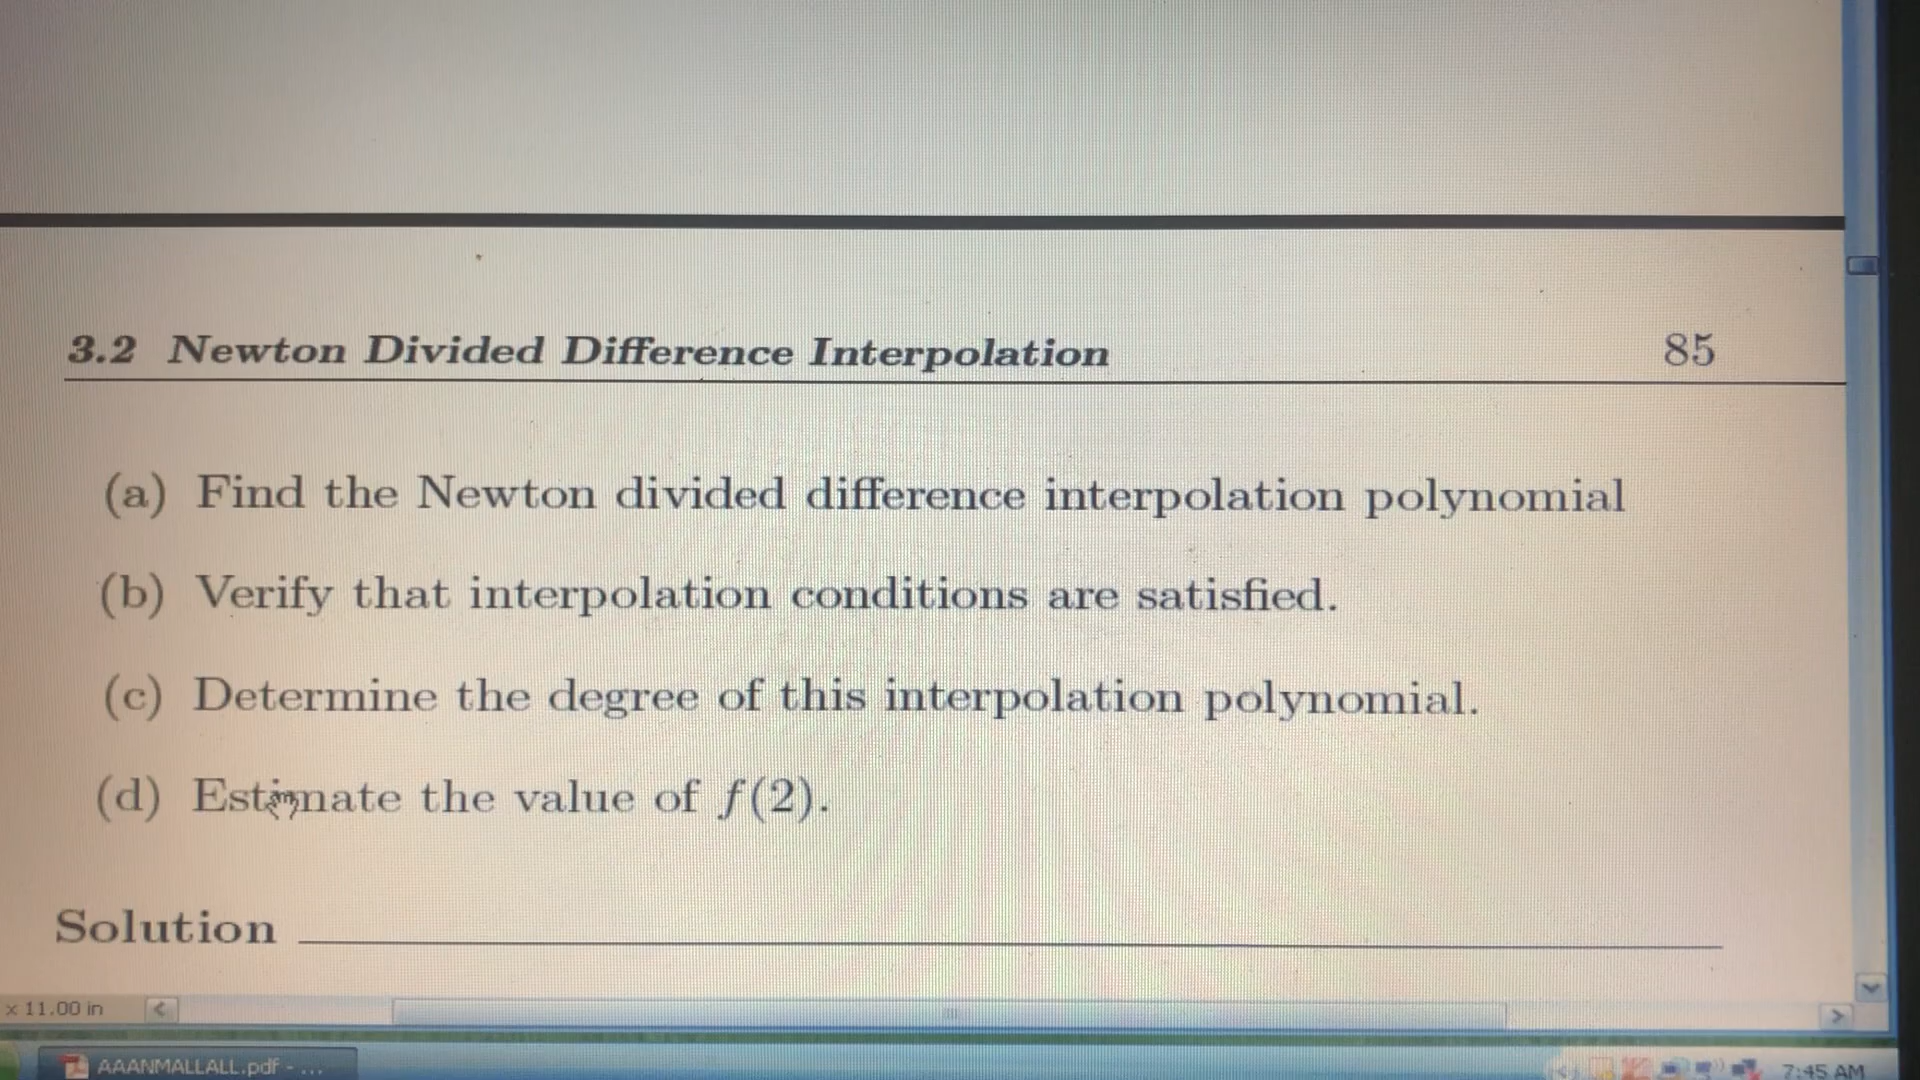 3.2 Newton Divided Difference Interpolation 85
(a) Find the Newton divided difference interpolation polynomial
(b) Verify that interpolation conditions are satisfied.
(c) Determine the degree of this interpolation polynomial.
(d) Estimate the value of f(2).
Solution
x 11.00 in
AAANMALLALL.pdf - ...
7:45 AM